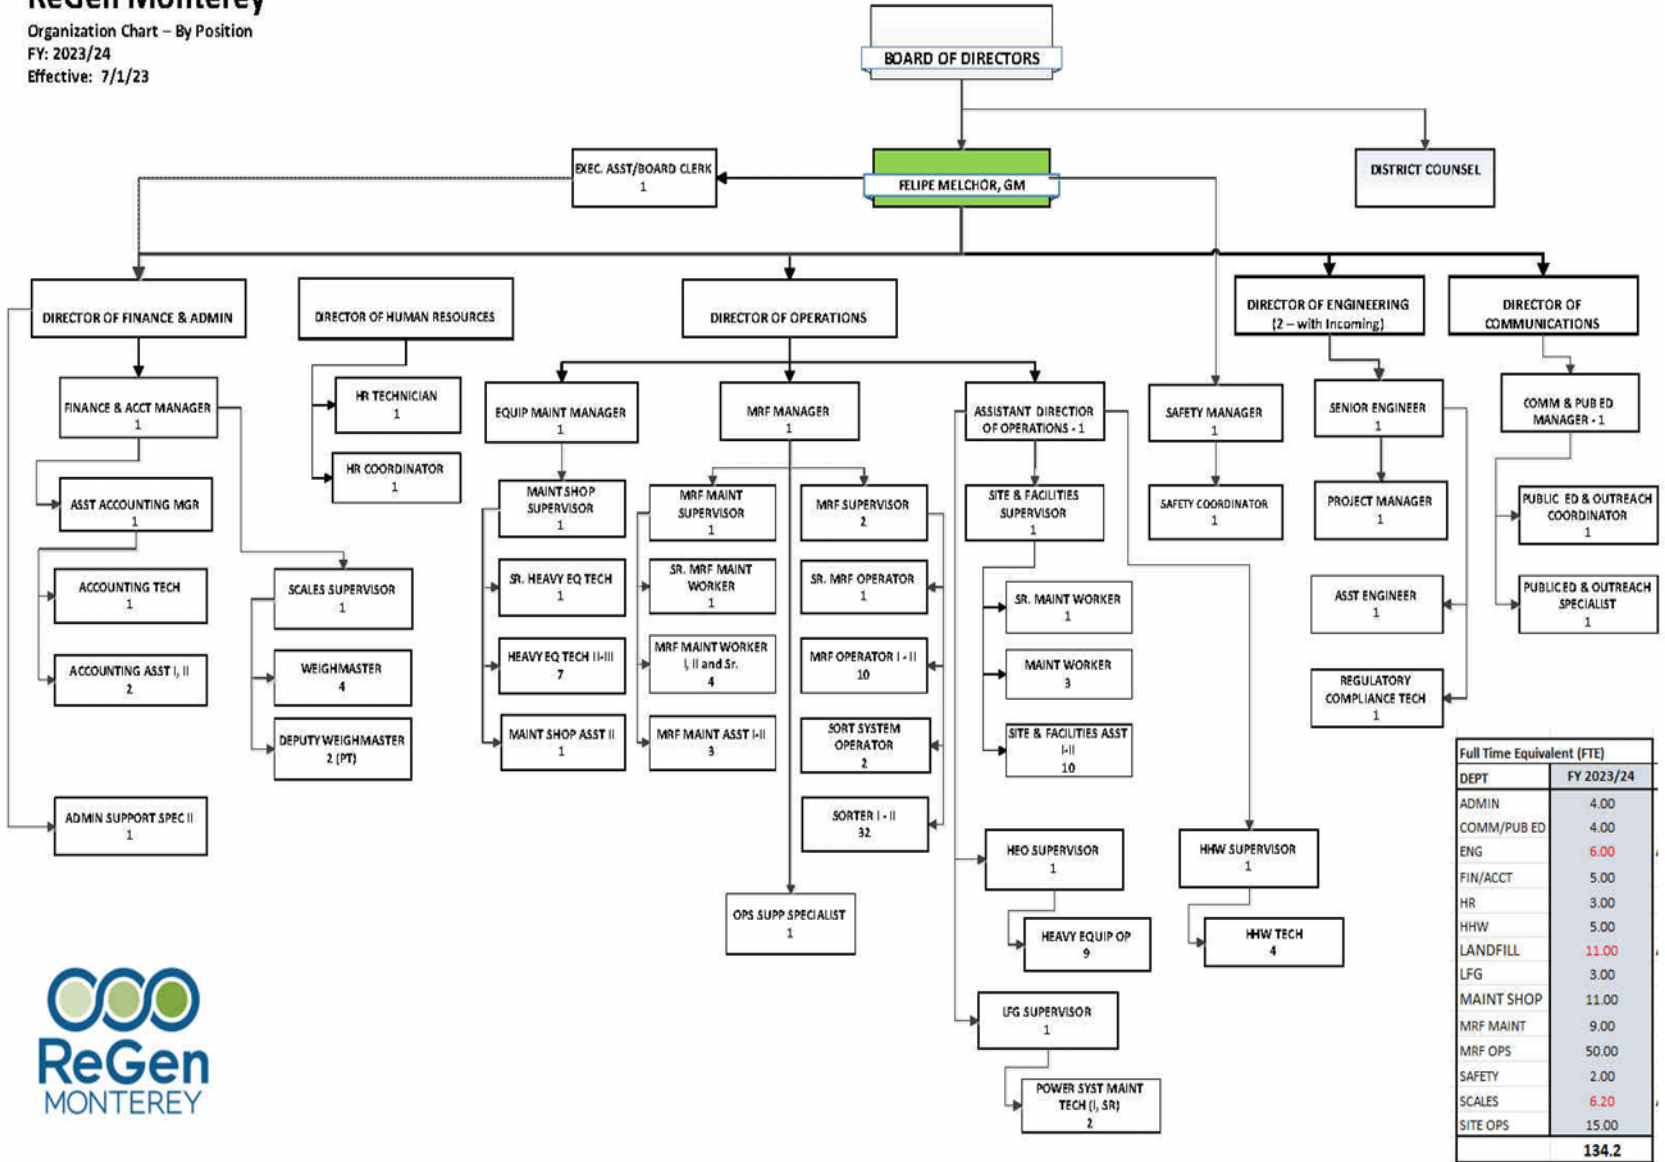 ReGen Monterey
Organization Chart – By Position
FY: 2023/24
Effective: 7/1/23
BOARD OF DIRECTORS
EXEC. ASST/BOARD CLERK
1
FELIPE MELCHOR, GM
DISTRICT COUNSEL
DIRECTOR OF FINANCE & ADMIN
DIRECTOR OF HUMAN RESOURCES
DIRECTOR OF OPERATIONS
DIRECTOR OF ENGINEERING
(2 – with Incoming)
DIRECTOR OF
COMMUNICATIONS
FINANCE & ACCT MANAGER
1
HR TECHNICIAN
1
EQUIP MAINT MANAGER
1
MRF MANAGER
1
ASSISTANT DIRECTIOR
OF OPERATIONS - 1
SAFETY MANAGER
1
SENIOR ENGINEER
1
COMM & PUB ED
MANAGER - 1
HR COORDINATOR
1
ASST ACCOUNTING MGR
1
MAINT SHOP
SUPERVISOR
1
MRF MAINT
SUPERVISOR
1
MRF SUPERVISOR
2
SITE & FACILITIES
SUPERVISOR
1
SAFETY COORDINATOR
1
PROJECT MANAGER
1
PUBLIC ED & OUTREACH
COORDINATOR
1
ACCOUNTING TECH
1
SCALES SUPERVISOR
1
SR. HEAVY EQ TECH
1
SR. MRF MAINT
WORKER
1
SR. MRF OPERATOR
1
SR. MAINT WORKER
1
ASST ENGINEER
1
PUBLIC ED & OUTREACH
SPECIALIST
1
ACCOUNTING ASST I, II
2
WEIGHMASTER
4
HEAVY EQ TECH II-III
7
MRF MAINT WORKER
I, II and Sr.
4
MRF OPERATOR I - II
10
MAINT WORKER
3
REGULATORY
COMPLIANCE TECH
1
DEPUTY WEIGHMASTER
2 (PT)
MAINT SHOP ASST II
1
MRF MAINT ASST I-II
3
SORT SYSTEM
OPERATOR
2
SITE & FACILITIES ASST
I-II
10
ADMIN SUPPORT SPEC II
1
SORTER I - II
32
HEO SUPERVISOR
1
HHW SUPERVISOR
1
OPS SUPP SPECIALIST
1
HEAVY EQUIP OP
9
HHW TECH
4
LFG SUPERVISOR
1
POWER SYST MAINT
TECH (I, SR)
2
Full Time Equivalent (FTE)
DEPT FY 2023/24
ADMIN 4.00
COMM/PUB ED 4.00
ENG 6.00
FIN/ACCT 5.00
HR 3.00
HHW 5.00
LANDFILL 11.00
LFG 3.00
MAINT SHOP 11.00
MRF MAINT 9.00
MRF OPS 50.00
SAFETY 2.00
SCALES 6.20
SITE OPS 15.00
134.2
ReGen
MONTEREY